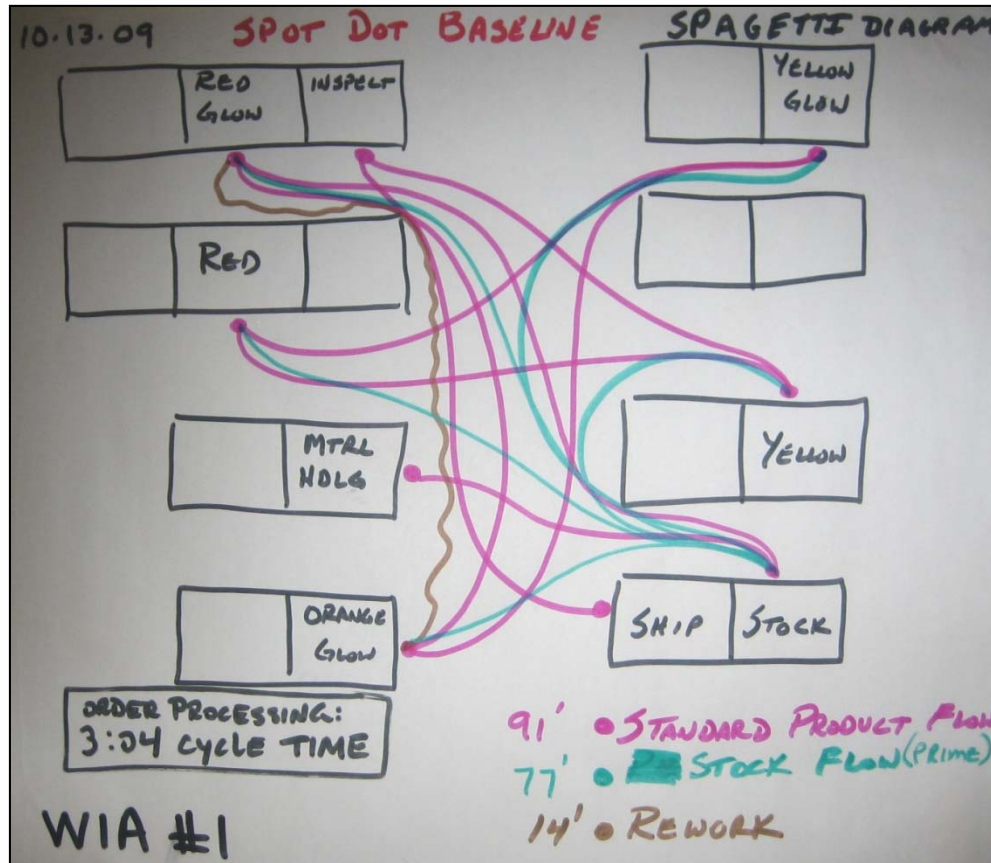 10.13.09 SPOT DOT BASELINE SPAGETTI DIAGRAM
RED
GLOW
INSPECT
YELLOW
GLOW
RED
MTRL
HDLG
YELLOW
ORANGE
GLOW
SHIP
STOCK
ORDER PROCESSING:
3:04 CYCLE TIME
91' • STANDARD PRODUCT FLOW
77' • STOCK FLOW (PRIME)
14' • REWORK
WIA #1